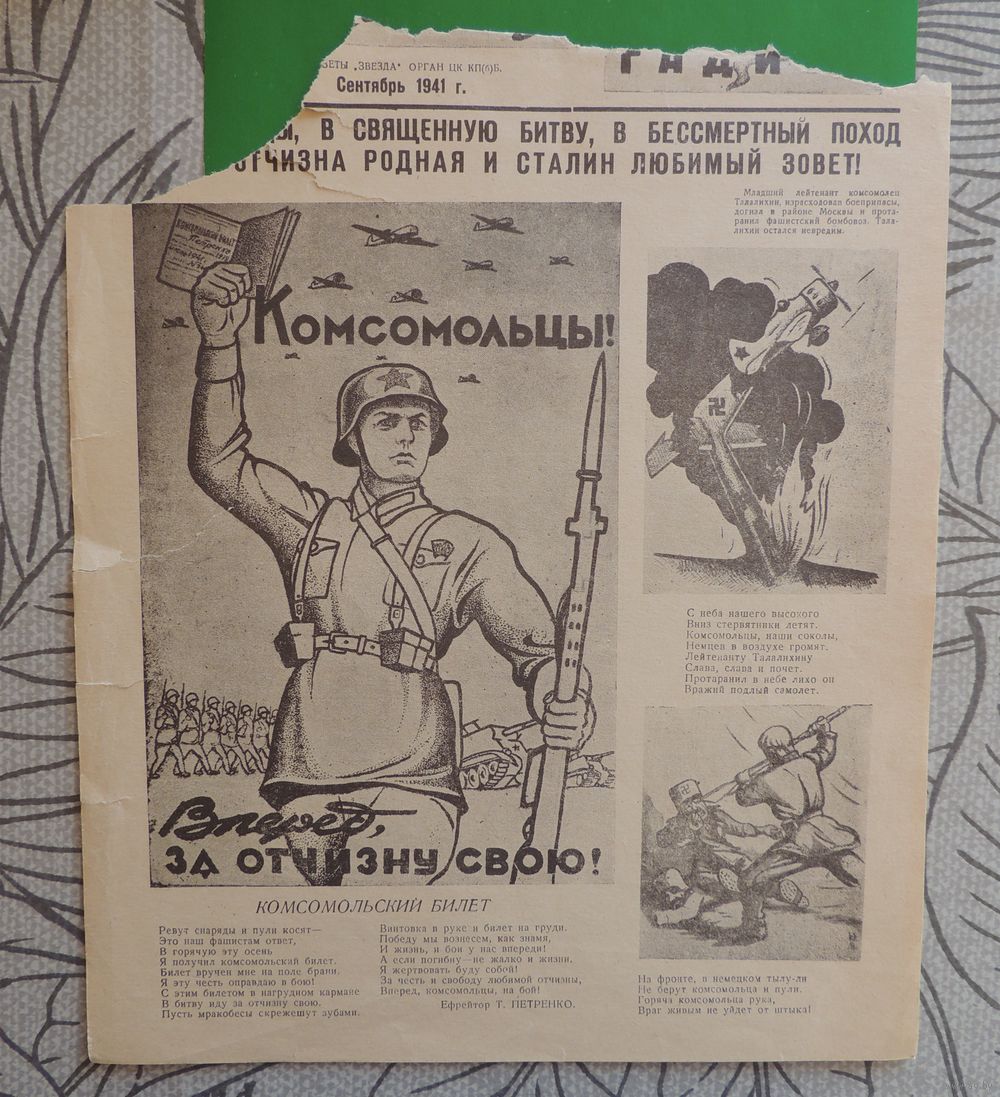 ЗЕТЫ „ЗВЕЗДА" ОРГАН ЦК КП(б)Б.
Сентябрь 1941 г.
В СВЯЩЕННУЮ БИТВУ, В БЕССМЕРТНЫЙ ПОХОД
ОТЧИЗНА РОДНАЯ И СТАЛИН ЛЮБИМЫЙ ЗОВЕТ!
Младший лейтенант комсомолец
Талалихин, израсходовав боеприпасы,
догнал в районе Москвы и прота-
ранил фашистский бомбовоз. Тала-
лихин остался невредим.
КОМСОМОЛЬСКИЙ БИЛЕТ
Петренко
Комсомольцы!
Вперед,
ЗА ОТЧИЗНУ СВОЮ!
С неба нашего высокого
Вниз стервятники летят.
Комсомольцы, наши соколы,
Немцев в воздухе громят.
Лейтенанту Талалихину
Слава, слава и почет.
Протаранил в небе лихо он
Вражий подлый самолет.
КОМСОМОЛЬСКИЙ БИЛЕТ
Ревут снаряды и пули косят—
Это наш фашистам ответ,
В горячую эту осень
Я получил комсомольский билет.
Билет вручен мне на поле брани.
Я эту честь оправдаю в бою!
С этим билетом в нагрудном кармане
В битву иду за отчизну свою.
Пусть мракобесы скрежешут зубами.
Винтовка в руке и билет на груди.
Победу мы вознесем, как знамя,
И жизнь, и бои у нас впереди!
А если погибну—не жалко и жизни.
Я жертвовать буду собой!
За честь и свободу любимой отчизны,
Вперед, комсомольцы, на бой!
Ефрейтор Т. ПЕТРЕНКО.
На фронте, в немецком тылу-ли
Не берут комсомольца и пули.
Горяча комсомольца рука,
Враг живым не уйдет от штыка!